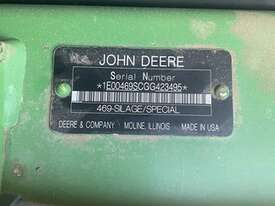 JOHN DEERE
Serial Number
*1E00469SCGG423495*
469-SILAGE/SPECIAL
DEERE & COMPANY MOLINE, ILLINOIS MADE IN USA